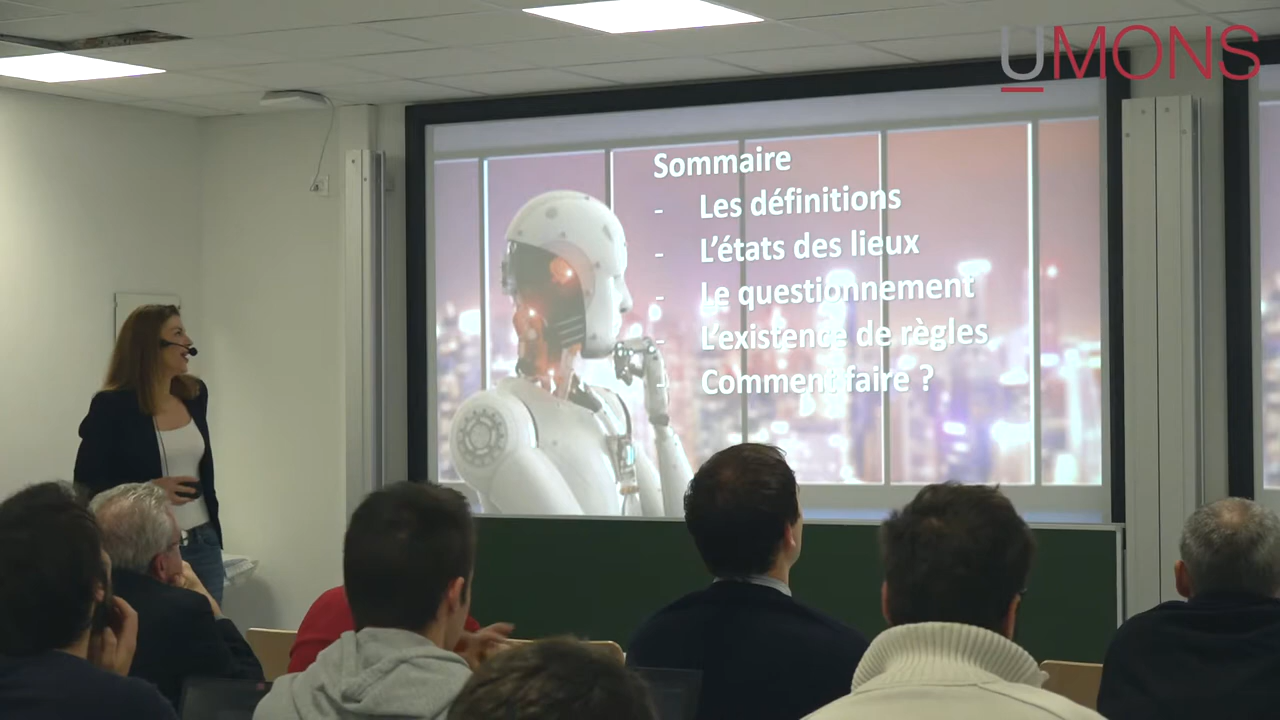 UMONS
Sommaire
- Les définitions
- L'états des lieux
- Le questionnement
- L'existence de règles
- Comment faire ?